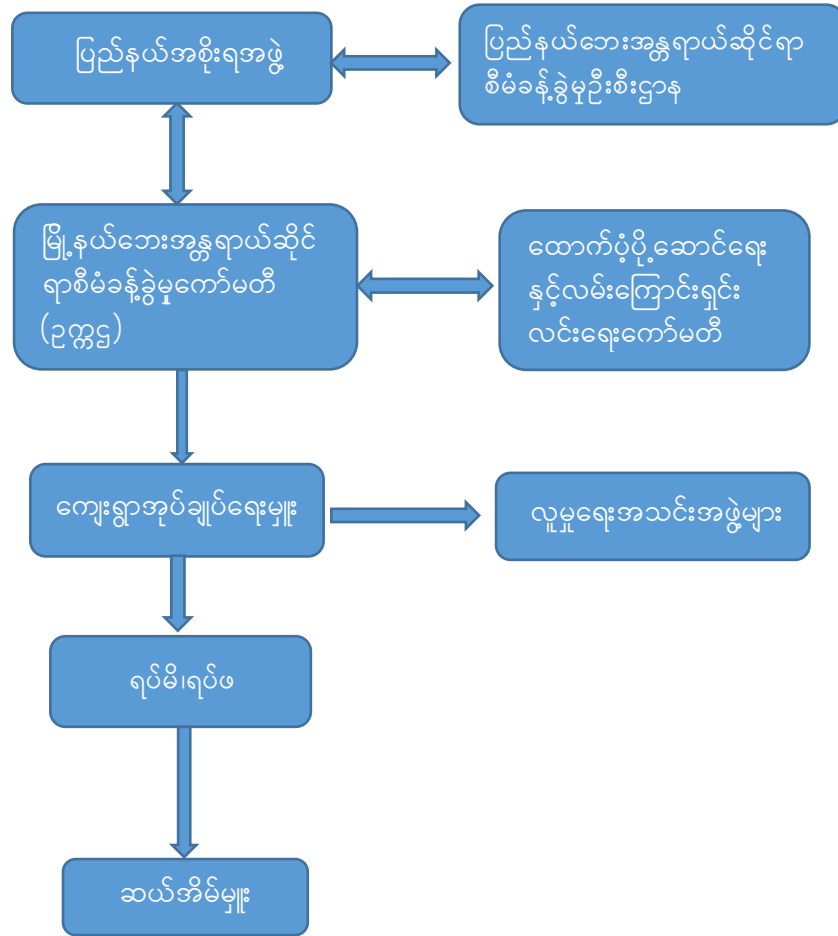 ပြည်နယ်အစိုးရအဖွဲ့
ပြည်နယ်ဘေးအန္တရာယ်ဆိုင်ရာ
စီမံခန့်ခွဲမှုဦးစီးဌာန
မြို့နယ်ဘေးအန္တရာယ်ဆိုင်
ရာစီမံခန့်ခွဲမှုကော်မတီ
(ဥက္ကဌ)
ထောက်ပံ့ပို့ဆောင်ရေး
နှင့်လမ်းကြောင်းရှင်း
လင်းရေးကော်မတီ
ကျေးရွာအုပ်ချုပ်ရေးမှူး
လူမှုရေးအသင်းအဖွဲ့များ
ရပ်မိ၊ရပ်ဖ
ဆယ်အိမ်မှူး